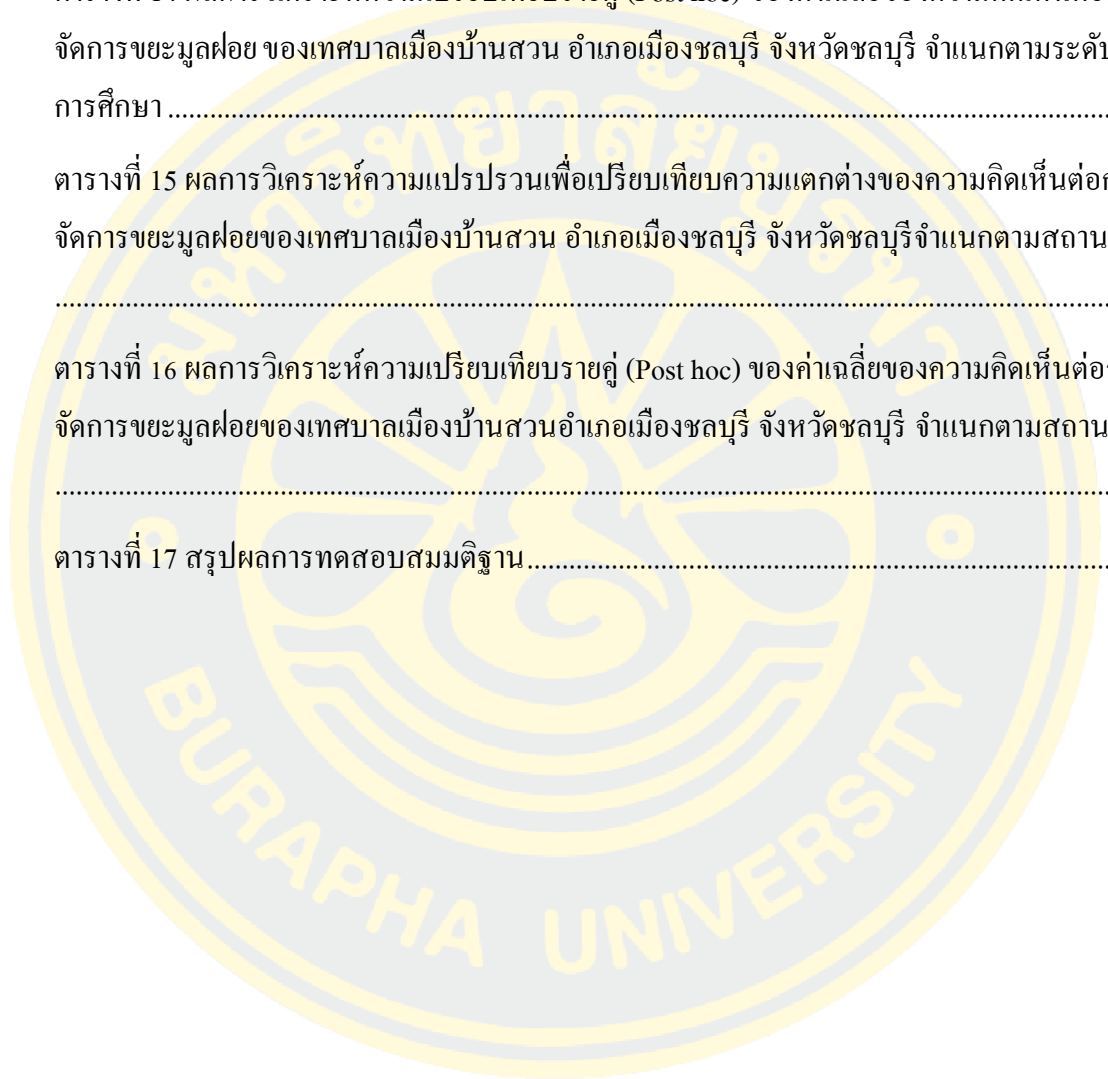 (Post hoc)
จัดการขยะมูลฝอย ของเทศบาลเมืองบ้านสวน อำเภอเมืองชลบุรี จังหวัดชลบุรี จำแนกตามระดับ
การศึกษา ............................................................................................................................................
ตารางที่ 15 ผลการวิเคราะห์ความแปรปรวนเพื่อเปรียบเทียบความแตกต่างของความคิดเห็นต่อ
จัดการขยะมูลฝอยของเทศบาลเมืองบ้านสวน อำเภอเมืองชลบุรี จังหวัดชลบุรีจำแนกตามสถาน
............................................................................................................................................
ตารางที่ 16 ผลการวิเคราะห์ความเปรียบเทียบรายคู่ (Post hoc) ของค่าเฉลี่ยของความคิดเห็นต่อ
จัดการขยะมูลฝอยของเทศบาลเมืองบ้านสวนอำเภอเมืองชลบุรี จังหวัดชลบุรี จำแนกตามสถาน
............................................................................................................................................
ตารางที่ 17 สรุปผลการทดสอบสมมติฐาน ....................................................................................
มหาวิทยาลัยบูรพา
BURAPHA UNIVERSITY